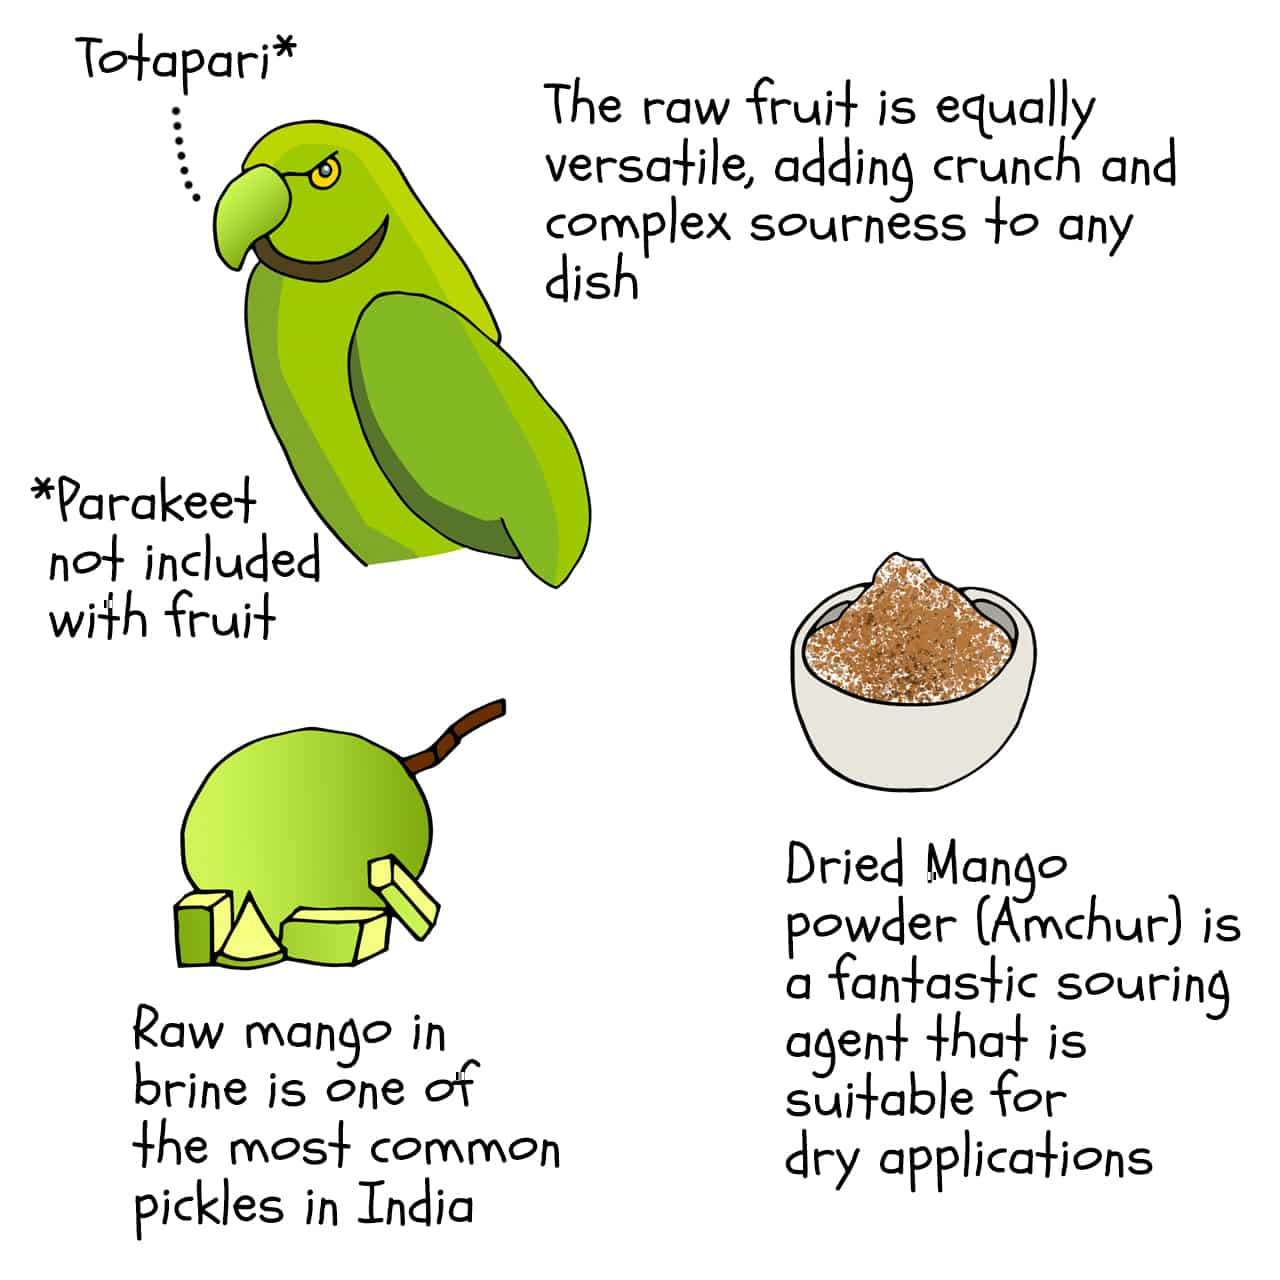 Totapari*
The raw fruit is equally
versatile, adding crunch and
complex sourness to any
dish
*Parakeet
not included
with fruit
Raw mango in
brine is one of
the most common
pickles in India
Dried Mango
powder (Amchur) is
a fantastic souring
agent that is
suitable for
dry applications